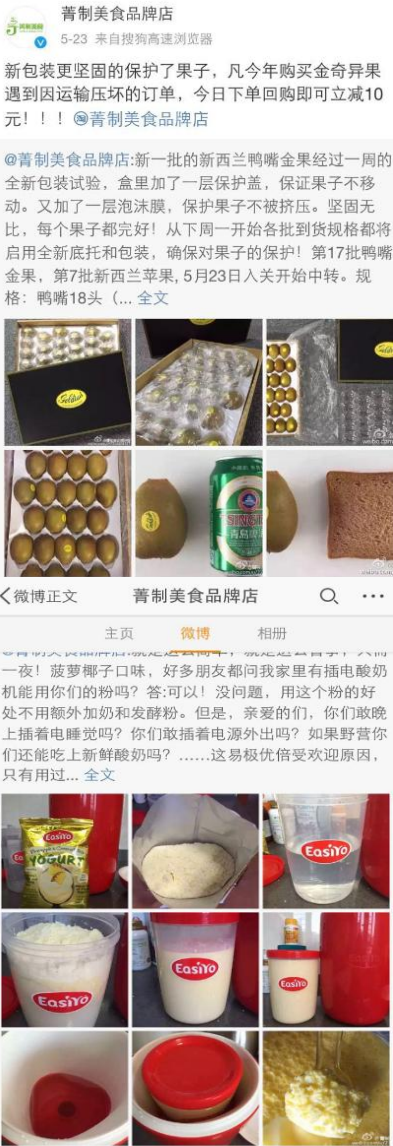 菁制美食品牌店
5-23 来自搜狗高速浏览器
新包装更坚固的保护了果子，凡今年购买金奇异果
遇到因运输压坏的订单，今日下单回购即可立减10
元！！！菁制美食品牌店
@菁制美食品牌店:新一批的新西兰鸭嘴金果经过一周的
全新包装试验，盒里加了一层保护盖，保证果子不移
动。又加了一层泡沫膜，保护果子不被挤压。坚固无
比，每个果子都完好！从下周一开始各批到货规格都将
启用全新底托和包装，确保对果子的保护！第17批鸭嘴
金果，第7批新西兰苹果, 5月23日入关开始中转。规
格：鸭嘴18头（... 全文
青岛啤酒
微博正文
菁制美食品牌店
主页 微博 相册
一夜！菠萝椰子口味，好多朋友都问我家里有插电酸奶
机能用你们的粉吗？答:可以！没问题，用这个粉的好
处不用额外加奶和发酵粉。但是，亲爱的们，你们敢晚
上插着电睡觉吗？你们敢插着电源外出吗？如果野营你
们还能吃上新鲜酸奶吗？……这易极优倍受欢迎原因，
只有用过... 全文
EasiYo
YOGURT
EasiYo
EasiYo
EasiYo
EasiYo